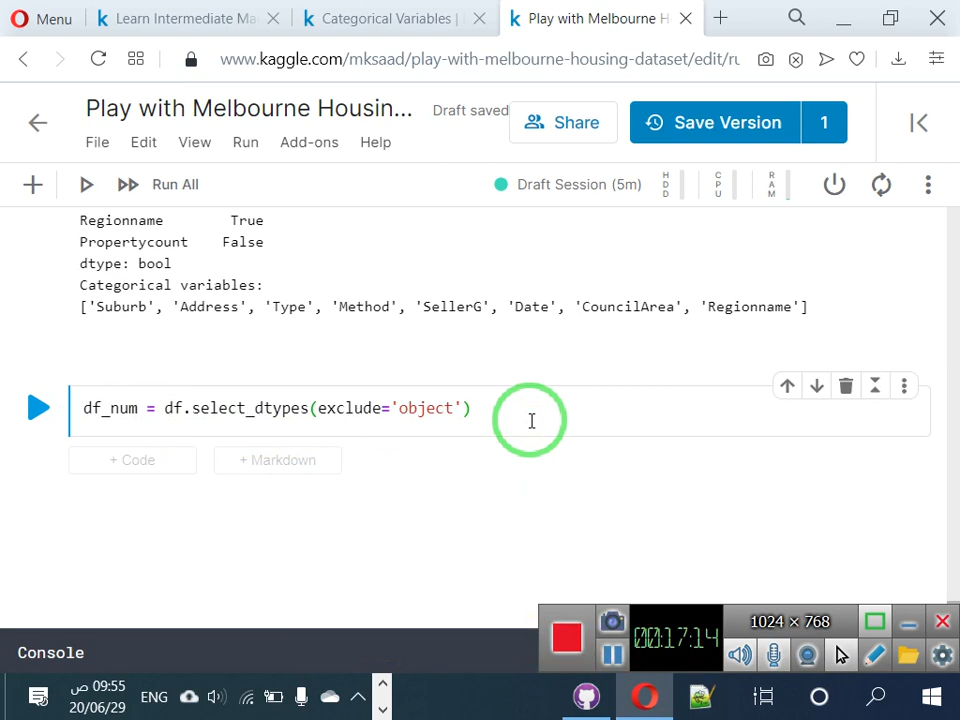 Menu
Learn Intermediate Ma
Categorical Variables |
Play with Melbourne H
www.kaggle.com/mksaad/play-with-melbourne-housing-dataset/edit/ru
Play with Melbourne Housin...
Draft saved
Share
Save Version
1
File
Edit
View
Run
Add-ons
Help
Run All
Draft Session (5m)
HDD
CPU
RAM
Regionname True
Propertycount False
dtype: bool
Categorical variables:
['Suburb', 'Address', 'Type', 'Method', 'SellerG', 'Date', 'CouncilArea', 'Regionname']
df_num = df.select_dtypes(exclude='object')
+ Code
+ Markdown
1024 × 768
00:17:14
Console
09:55 ص
20/06/29
ENG